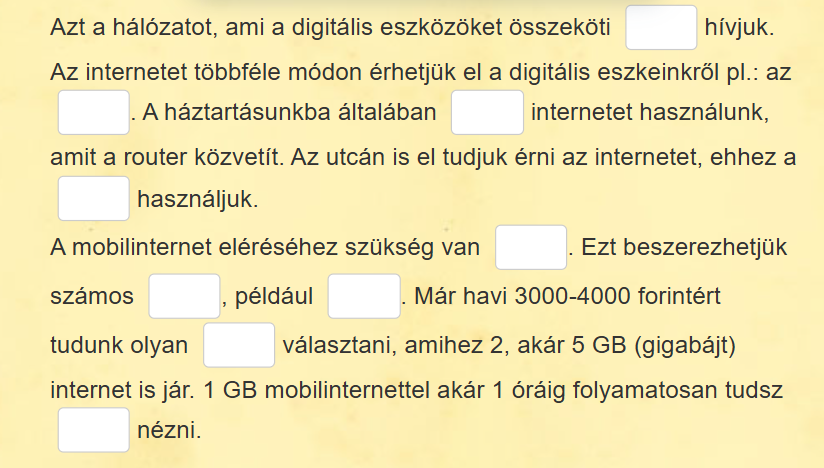 Azt a hálózatot, ami a digitális eszközöket összeköti hívjuk.
Az internetet többféle módon érhetjük el a digitális eszkeinkről pl.: az
. A háztartásunkba általában internetet használunk,
amit a router közvetít. Az utcán is el tudjuk érni az internetet, ehhez a
használjuk.
A mobilinternet eléréséhez szükség van . Ezt beszerezhetjük
számos , például . Már havi 3000-4000 forintért
tudunk olyan választani, amihez 2, akár 5 GB (gigabájt)
internet is jár. 1 GB mobilinternettel akár 1 óráig folyamatosan tudsz
nézni.